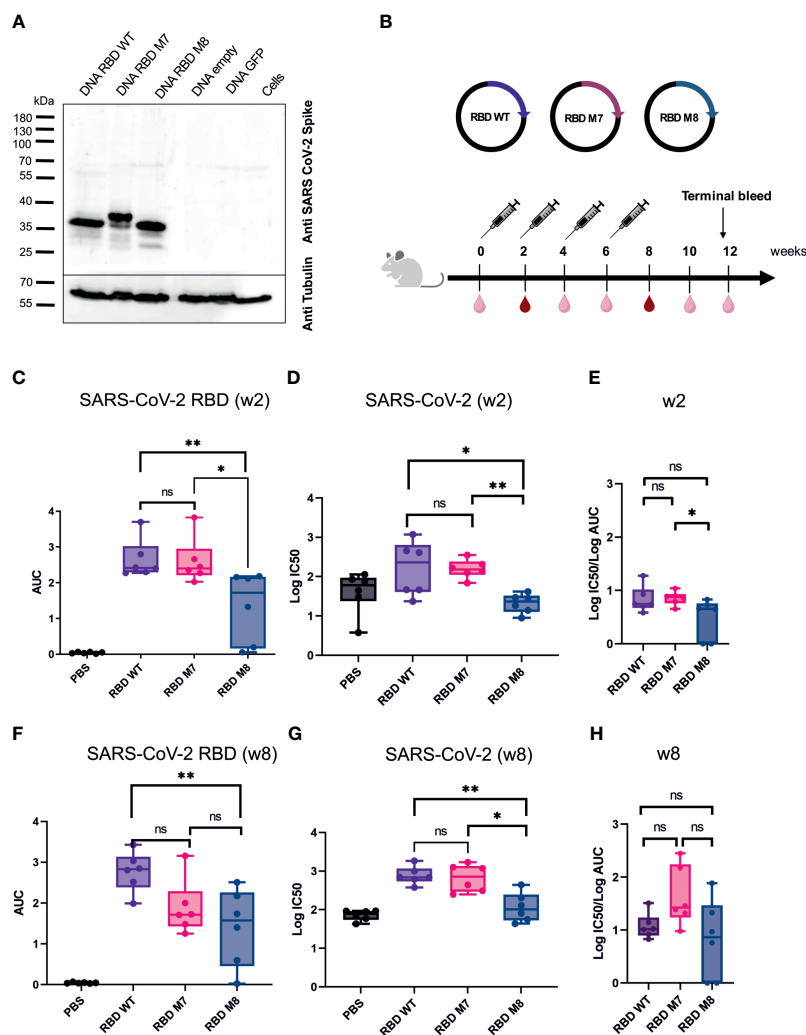 A
DNA RBD WT
DNA RBD M7
DNA RBD M8
DNA empty
DNA GFP
Cells
kDa
180
130
100
70
55
40
35
25
70
55
Anti SARS CoV-2 Spike
Anti Tubulin
B
RBD WT
RBD M7
RBD M8
Terminal bleed
0 2 4 6 8 10 12 weeks
C
SARS-CoV-2 RBD (w2)
**
*
ns
AUC
5
4
3
2
1
0
PBS
RBD WT
RBD M7
RBD M8
D
SARS-CoV-2 (w2)
*
**
ns
Log IC50
4
3
2
1
0
PBS
RBD WT
RBD M7
RBD M8
E
w2
ns
ns
*
Log IC50/Log AUC
3
2
1
0
RBD WT
RBD M7
RBD M8
F
SARS-CoV-2 RBD (w8)
**
ns
ns
AUC
4
3
2
1
0
PBS
RBD WT
RBD M7
RBD M8
G
SARS-CoV-2 (w8)
**
*
ns
Log IC50
4
3
2
1
0
PBS
RBD WT
RBD M7
RBD M8
H
w8
ns
ns
ns
Log IC50/Log AUC
3
2
1
0
RBD WT
RBD M7
RBD M8